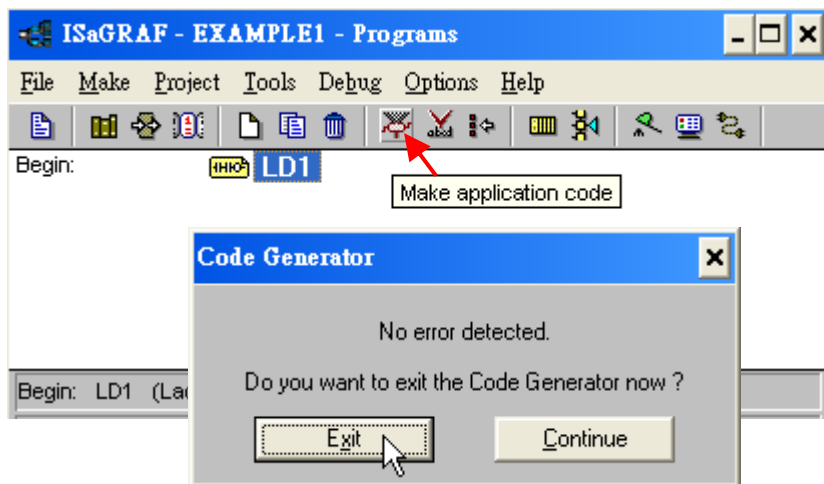 ISaGRAF - EXAMPLE1 - Programs
File Make Project Tools Debug Options Help
Begin: LD1
Make application code
Code Generator
No error detected.
Do you want to exit the Code Generator now ?
Begin: LD1 (La
Exit Continue